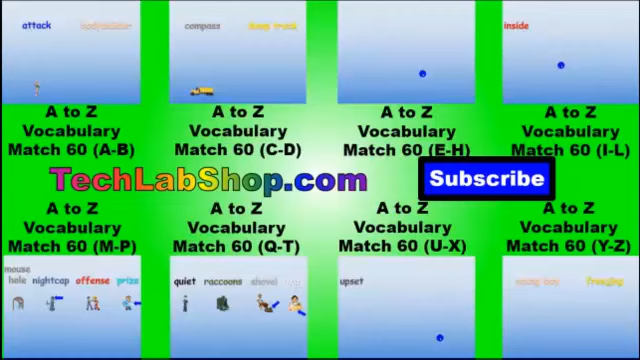 attack bodybuilder
compass dump truck
inside
A to Z
Vocabulary
Match 60 (A-B)
A to Z
Vocabulary
Match 60 (C-D)
A to Z
Vocabulary
Match 60 (E-H)
A to Z
Vocabulary
Match 60 (I-L)
TechLabShop.com
Subscribe
A to Z
Vocabulary
Match 60 (M-P)
A to Z
Vocabulary
Match 60 (Q-T)
A to Z
Vocabulary
Match 60 (U-X)
A to Z
Vocabulary
Match 60 (Y-Z)
mouse
hole nightcap offense prize
quiet raccoons shovel
upset
young boy freezing